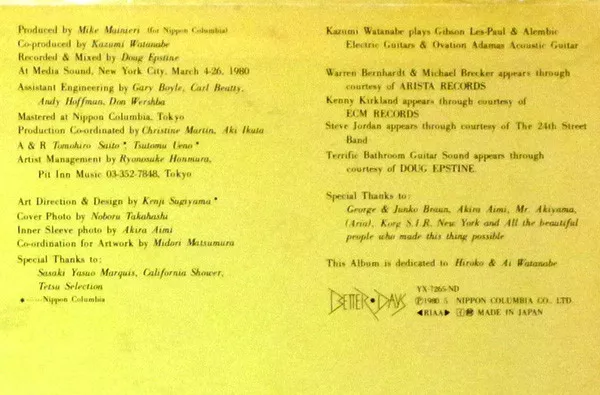 Produced by Mike Mainieri (for Nippon Columbia)
Co-produced by Kazumi Watanabe
Recorded & Mixed by Doug Epstine
At Media Sound, New York City, March 4-26, 1980
Assistant Engineering by Gary Boyle, Carl Beatty,
Andy Hoffman, Don Wershba
Mastered at Nippon Columbia, Tokyo
Production Co-ordinated by Christine Martin, Aki Ikuta
A & R Tomohiro Saito*, Tsutomu Ueno*
Artist Management by Ryonosuke Honmura,
Pit Inn Music 03-352-7848, Tokyo
Art Direction & Design by Kenji Sugiyama*
Cover Photo by Noboru Takahashi
Inner Sleeve photo by Akira Aimi
Co-ordination for Artwork by Midori Matsumura
Special Thanks to:
Sasaki Yasuo Marquis, California Shower,
Tetsu Selection
◆······Nippon Columbia
Kazumi Watanabe plays Gibson Les-Paul & Alembic
Electric Guitars & Ovation Adamas Acoustic Guitar
Warren Bernhardt & Michael Brecker appears through
courtesy of ARISTA RECORDS
Kenny Kirkland appears through courtesy of
ECM RECORDS
Steve Jordan appears through courtesy of The 24th Street
Band
Terrific Bathroom Guitar Sound appears through
courtesy of DOUG EPSTINE.
Special Thanks to:
George & Junko Braun, Akira Aimi, Mr. Akiyama,
(Aria), Korg S.I.R. New York and All the beautiful
people who made this thing possible
This Album is dedicated to Hiroko & Ai Watanabe
BETTER DAYS
YX-7265-ND
Ⓟ1980. 5 NIPPON COLUMBIA CO., LTD.
◀RIAA▶ MADE IN JAPAN